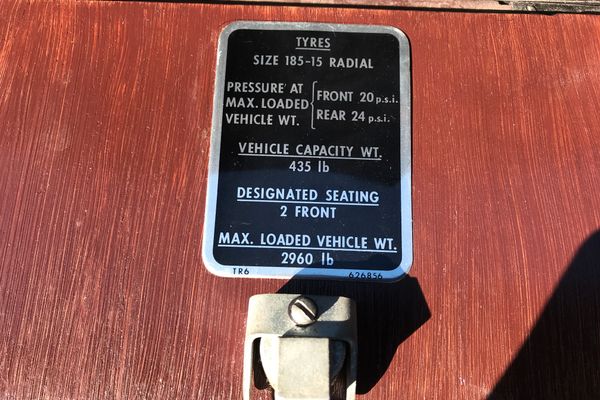 TYRES
SIZE 185-15 RADIAL
PRESSURE AT
MAX. LOADED
VEHICLE WT.
FRONT 20 p.s.i.
REAR 24 p.s.i.
VEHICLE CAPACITY WT.
435 lb
DESIGNATED SEATING
2 FRONT
MAX. LOADED VEHICLE WT.
2960 lb
TR6 626856